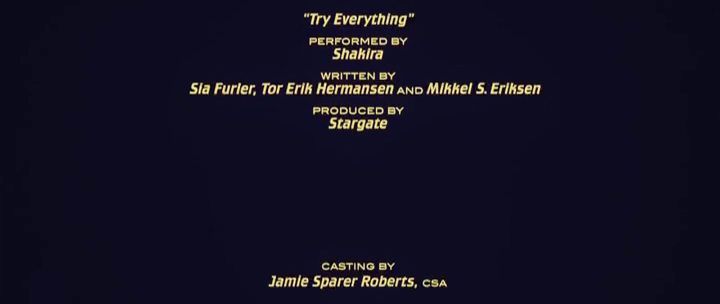 "Try Everything"
PERFORMED BY
Shakira
WRITTEN BY
Sia Furler, Tor Erik Hermansen AND Mikkel S. Eriksen
PRODUCED BY
Stargate
CASTING BY
Jamie Sparer Roberts, CSA